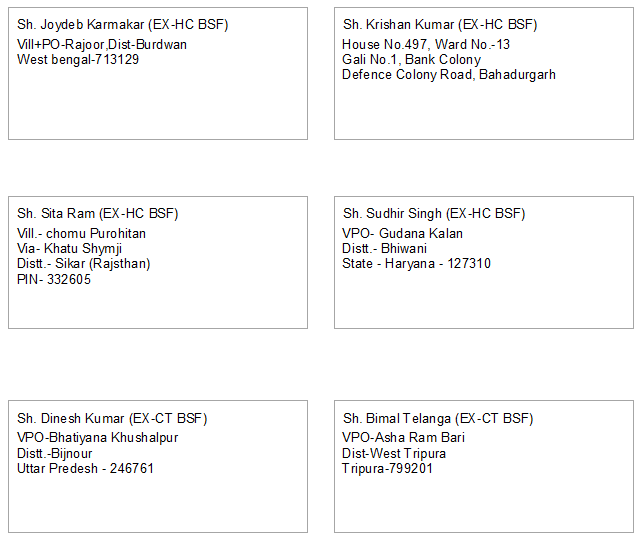 Sh. Joydeb Karmakar (EX-HC BSF)
Vill+PO-Rajoor,Dist-Burdwan
West bengal-713129
Sh. Krishan Kumar (EX-HC BSF)
House No.497, Ward No.-13
Gali No.1, Bank Colony
Defence Colony Road, Bahadurgarh
Sh. Sita Ram (EX-HC BSF)
Vill.- chomu Purohitan
Via- Khatu Shymji
Distt.- Sikar (Rajsthan)
PIN- 332605
Sh. Sudhir Singh (EX-HC BSF)
VPO- Gudana Kalan
Distt.- Bhiwani
State - Haryana - 127310
Sh. Dinesh Kumar (EX-CT BSF)
VPO-Bhatiyana Khushalpur
Distt.-Bijnour
Uttar Predesh - 246761
Sh. Bimal Telanga (EX-CT BSF)
VPO-Asha Ram Bari
Dist-West Tripura
Tripura-799201